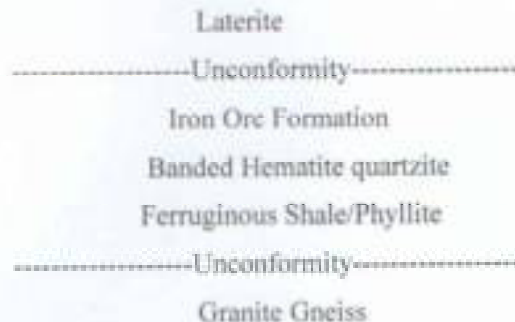 Laterite
-------------------Unconformity-----------------
Iron Ore Formation
Banded Hematite quartzite
Ferruginous Shale/Phyllite
-------------------Unconformity-----------------
Granite Gneiss